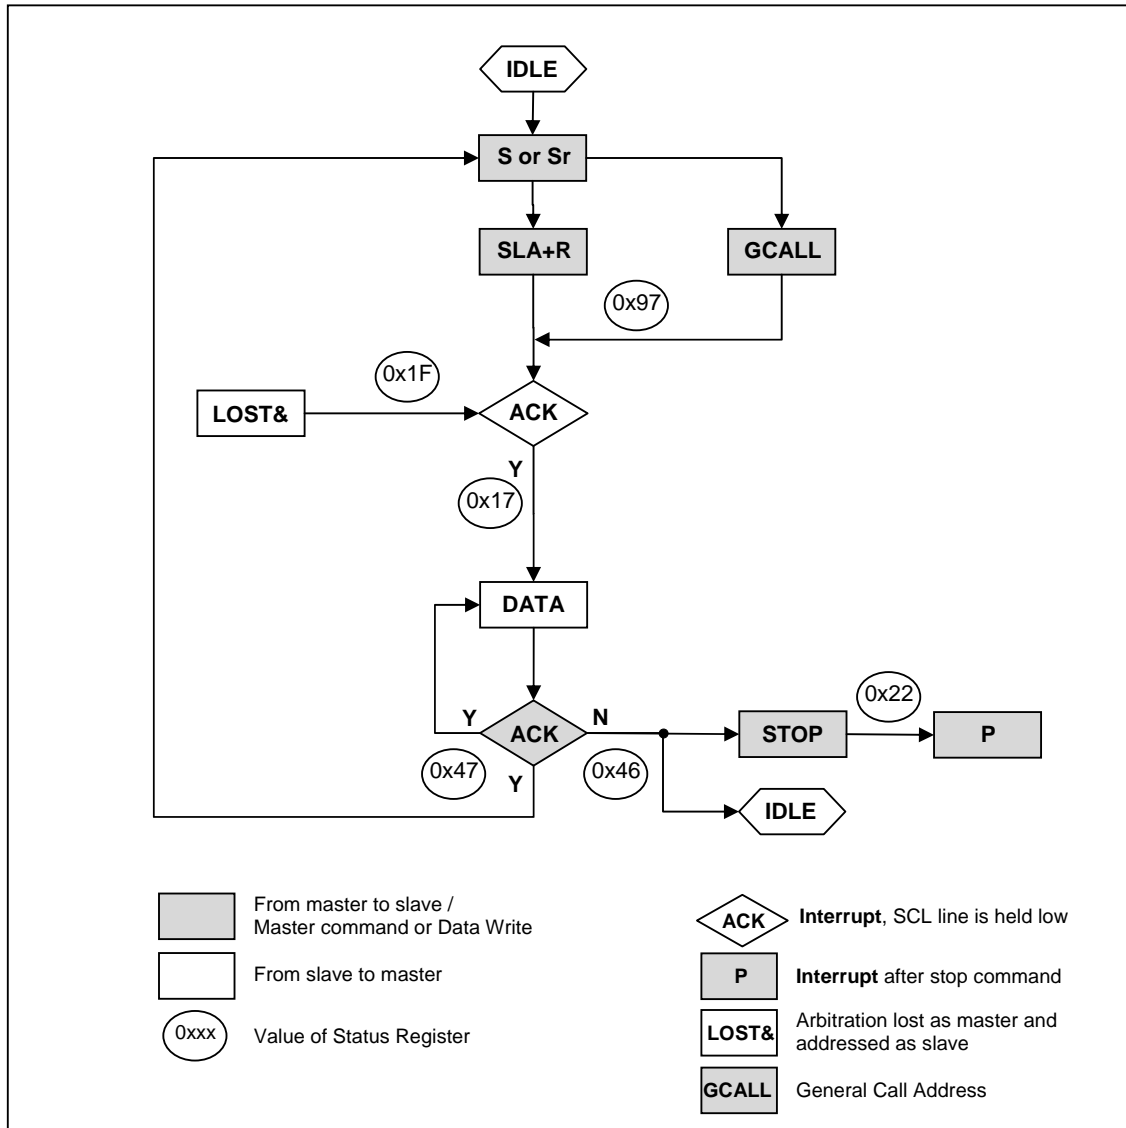 IDLE
S or Sr
SLA+R
GCALL
0x97
0x1F
LOST&
ACK
Y
0x17
DATA
Y
ACK
N
0x22
STOP
P
0x47
Y
0x46
IDLE
From master to slave /
Master command or Data Write
From slave to master
0xxx
Value of Status Register
ACK
Interrupt, SCL line is held low
P
Interrupt after stop command
LOST&
Arbitration lost as master and
addressed as slave
GCALL
General Call Address